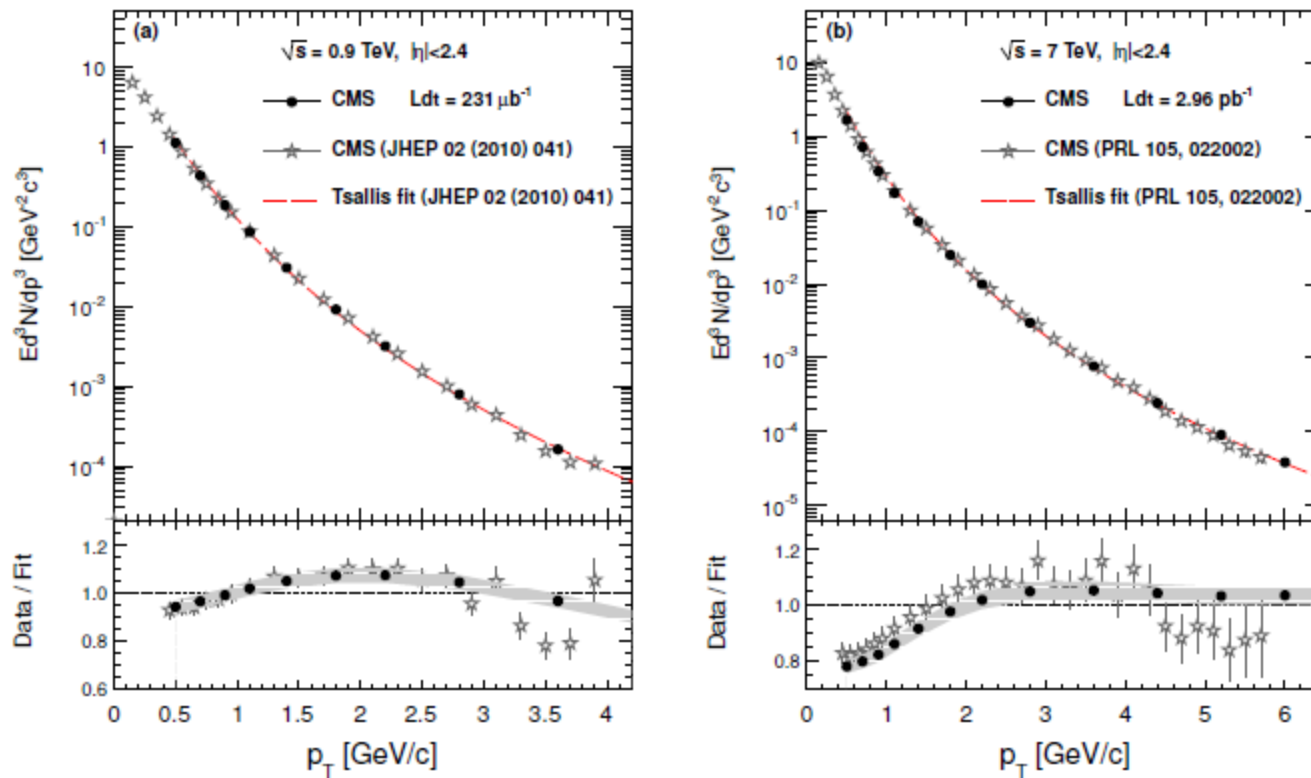 (a)
√s = 0.9 TeV, |η|<2.4
CMS Ldt = 231 μb⁻¹
CMS (JHEP 02 (2010) 041)
Tsallis fit (JHEP 02 (2010) 041)
Ed³N/dp³ [GeV⁻²c³]
10
1
10⁻¹
10⁻²
10⁻³
10⁻⁴
Data / Fit
1.2
1.0
0.8
0.6
0 0.5 1 1.5 2 2.5 3 3.5 4
p_T [GeV/c]
(b)
√s = 7 TeV, |η|<2.4
CMS Ldt = 2.96 pb⁻¹
CMS (PRL 105, 022002)
Tsallis fit (PRL 105, 022002)
Ed³N/dp³ [GeV⁻²c³]
10
1
10⁻¹
10⁻²
10⁻³
10⁻⁴
10⁻⁵
Data / Fit
1.2
1.0
0.8
0 1 2 3 4 5 6
p_T [GeV/c]